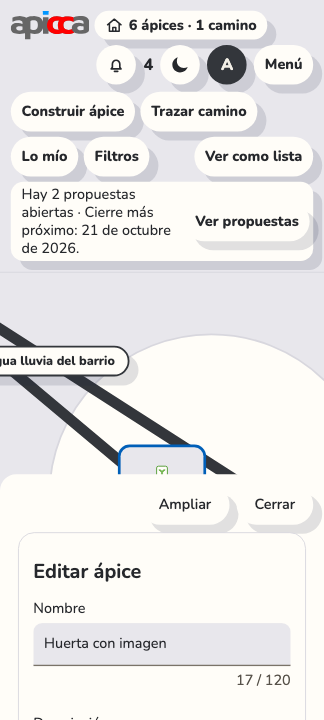 apicca
6 ápices · 1 camino
4
A
Menú
Construir ápice
Trazar camino
Lo mío
Filtros
Ver como lista
Hay 2 propuestas
abiertas · Cierre más
próximo: 21 de octubre
de 2026.
Ver propuestas
lluvia del barrio
Ampliar
Cerrar
Editar ápice
Nombre
Huerta con imagen
17 / 120